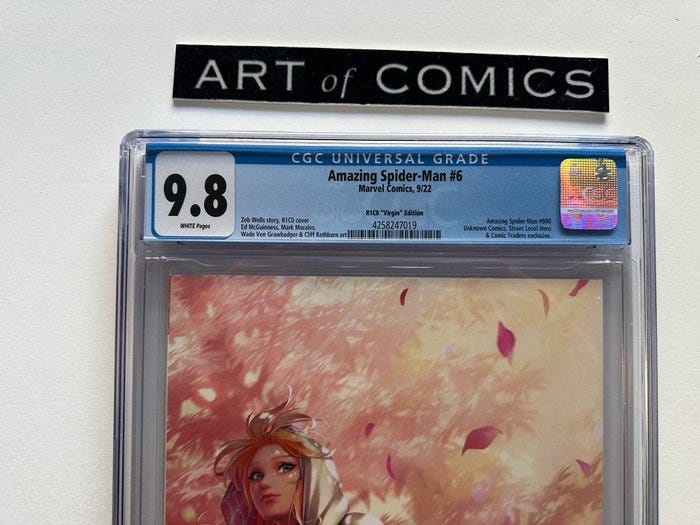 ART of COMICS
CGC UNIVERSAL GRADE
9.8
WHITE Pages
Amazing Spider-Man #6
Marvel Comics, 9/22
R1C0 "Virgin" Edition
Zeb Wells story, R1C0 cover
Ed McGuinness, Mark Morales,
Wade Von Grawbadger & Cliff Rathburn art
4258247019
Amazing Spider-Man #900
Unknown Comics, Street Level Hero
& Comic Traders exclusive.
CGC